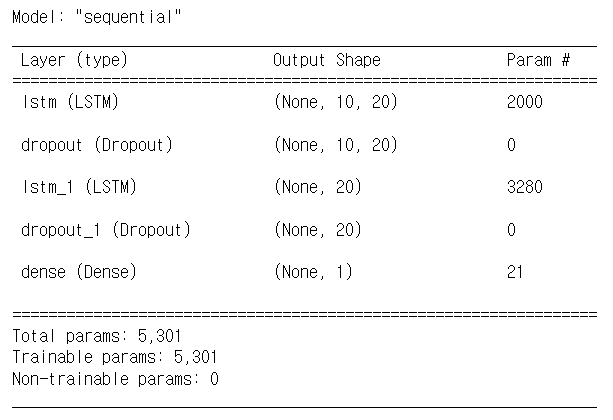 Model: "sequential"
Layer (type) Output Shape Param #
=================================================================
lstm (LSTM) (None, 10, 20) 2000
dropout (Dropout) (None, 10, 20) 0
lstm_1 (LSTM) (None, 20) 3280
dropout_1 (Dropout) (None, 20) 0
dense (Dense) (None, 1) 21
=================================================================
Total params: 5,301
Trainable params: 5,301
Non-trainable params: 0